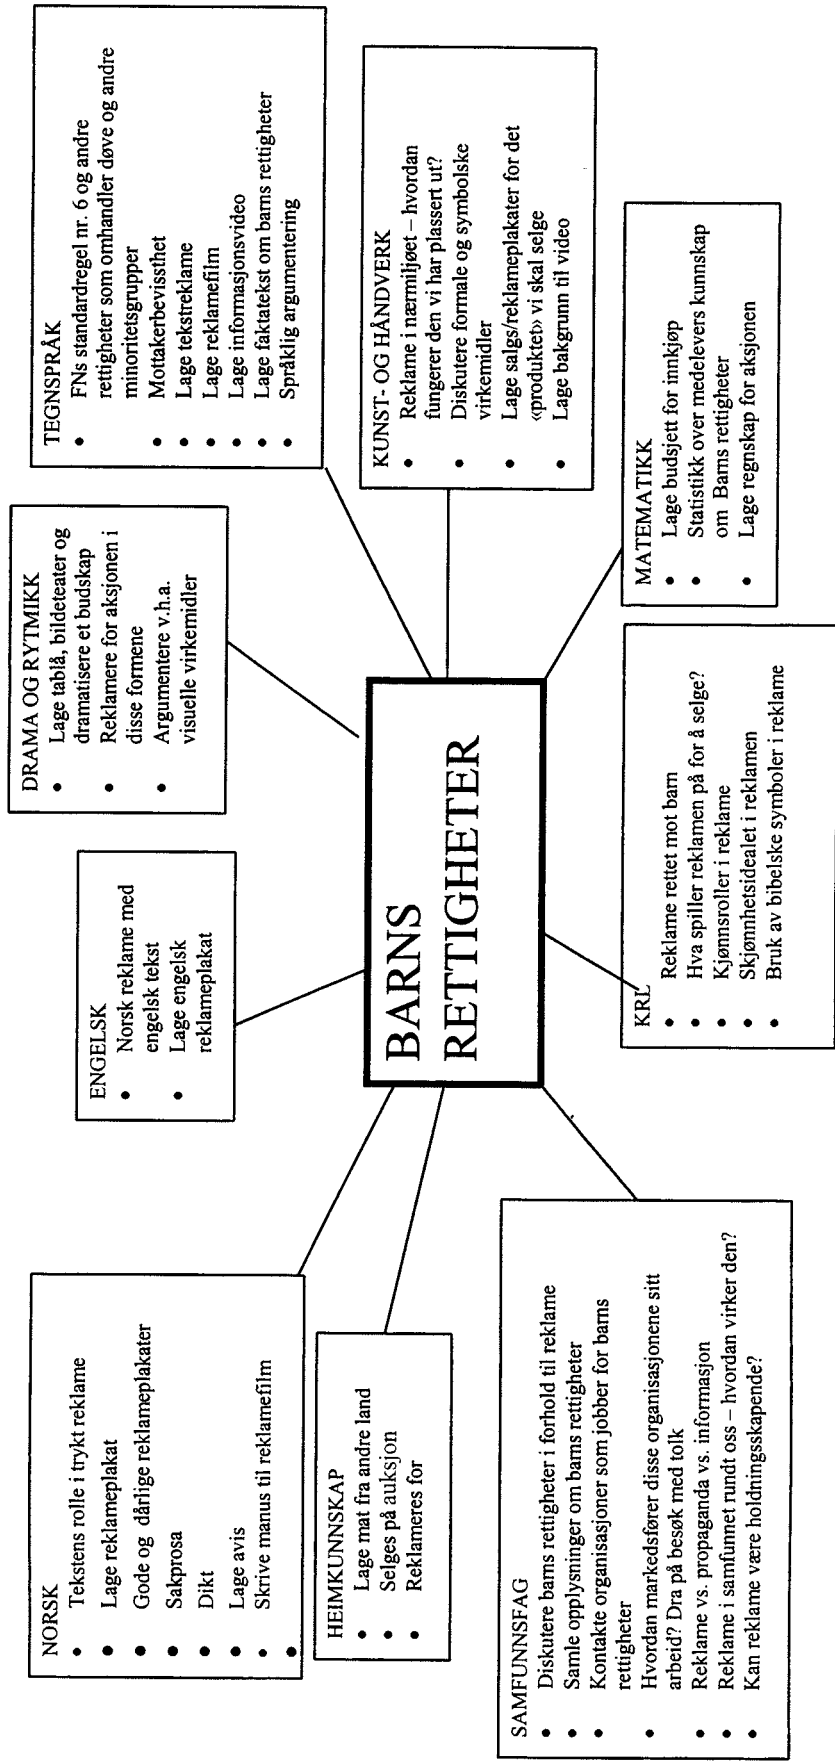 NORSK
• Tekstens rolle i trykt reklame
• Lage reklameplakat
• Gode og dårlige reklameplakater
• Sakprosa
• Dikt
• Lage avis
• Skrive manus til reklamefilm
•
ENGELSK
• Norsk reklame med
engelsk tekst
• Lage engelsk
reklameplakat
DRAMA OG RYTMIKK
• Lage tablå, bildeteater og
dramatisere et budskap
• Reklamere for aksjonen i
disse formene
• Argumentere v.h.a.
visuelle virkemidler
TEGNSPRÅK
• FNs standardregel nr. 6 og andre
rettigheter som omhandler døve og andre
minoritetsgrupper
• Mottakerbevissthet
• Lage tekstreklame
• Lage reklamefilm
• Lage informasjonsvideo
• Lage faktatekst om barns rettigheter
• Språklig argumentering
HEIMKUNNSKAP
• Lage mat fra andre land
• Selges på auksjon
• Reklameres for
BARNS
RETTIGHETER
KUNST- OG HÅNDVERK
• Reklame i nærmiljøet – hvordan
fungerer den vi har plassert ut?
• Diskutere formale og symbolske
virkemidler
• Lage salgs/reklameplakater for det
«produktet» vi skal selge
• Lage bakgrunn til video
SAMFUNNSFAG
• Diskutere barns rettigheter i forhold til reklame
• Samle opplysninger om barns rettigheter
• Kontakte organisasjoner som jobber for barns
rettigheter
• Hvordan markedsfører disse organisasjonene sitt
arbeid? Dra på besøk med tolk
• Reklame vs. propaganda vs. informasjon
• Reklame i samfunnet rundt oss – hvordan virker den?
• Kan reklame være holdningsskapende?
KRL
• Reklame rettet mot barn
• Hva spiller reklamen på for å selge?
• Kjønnsroller i reklame
• Skjønnhetsidealet i reklamen
• Bruk av bibelske symboler i reklame
MATEMATIKK
• Lage budsjett for innkjøp
• Statistikk over medelevers kunnskap
om Barns rettigheter
• Lage regnskap for aksjonen